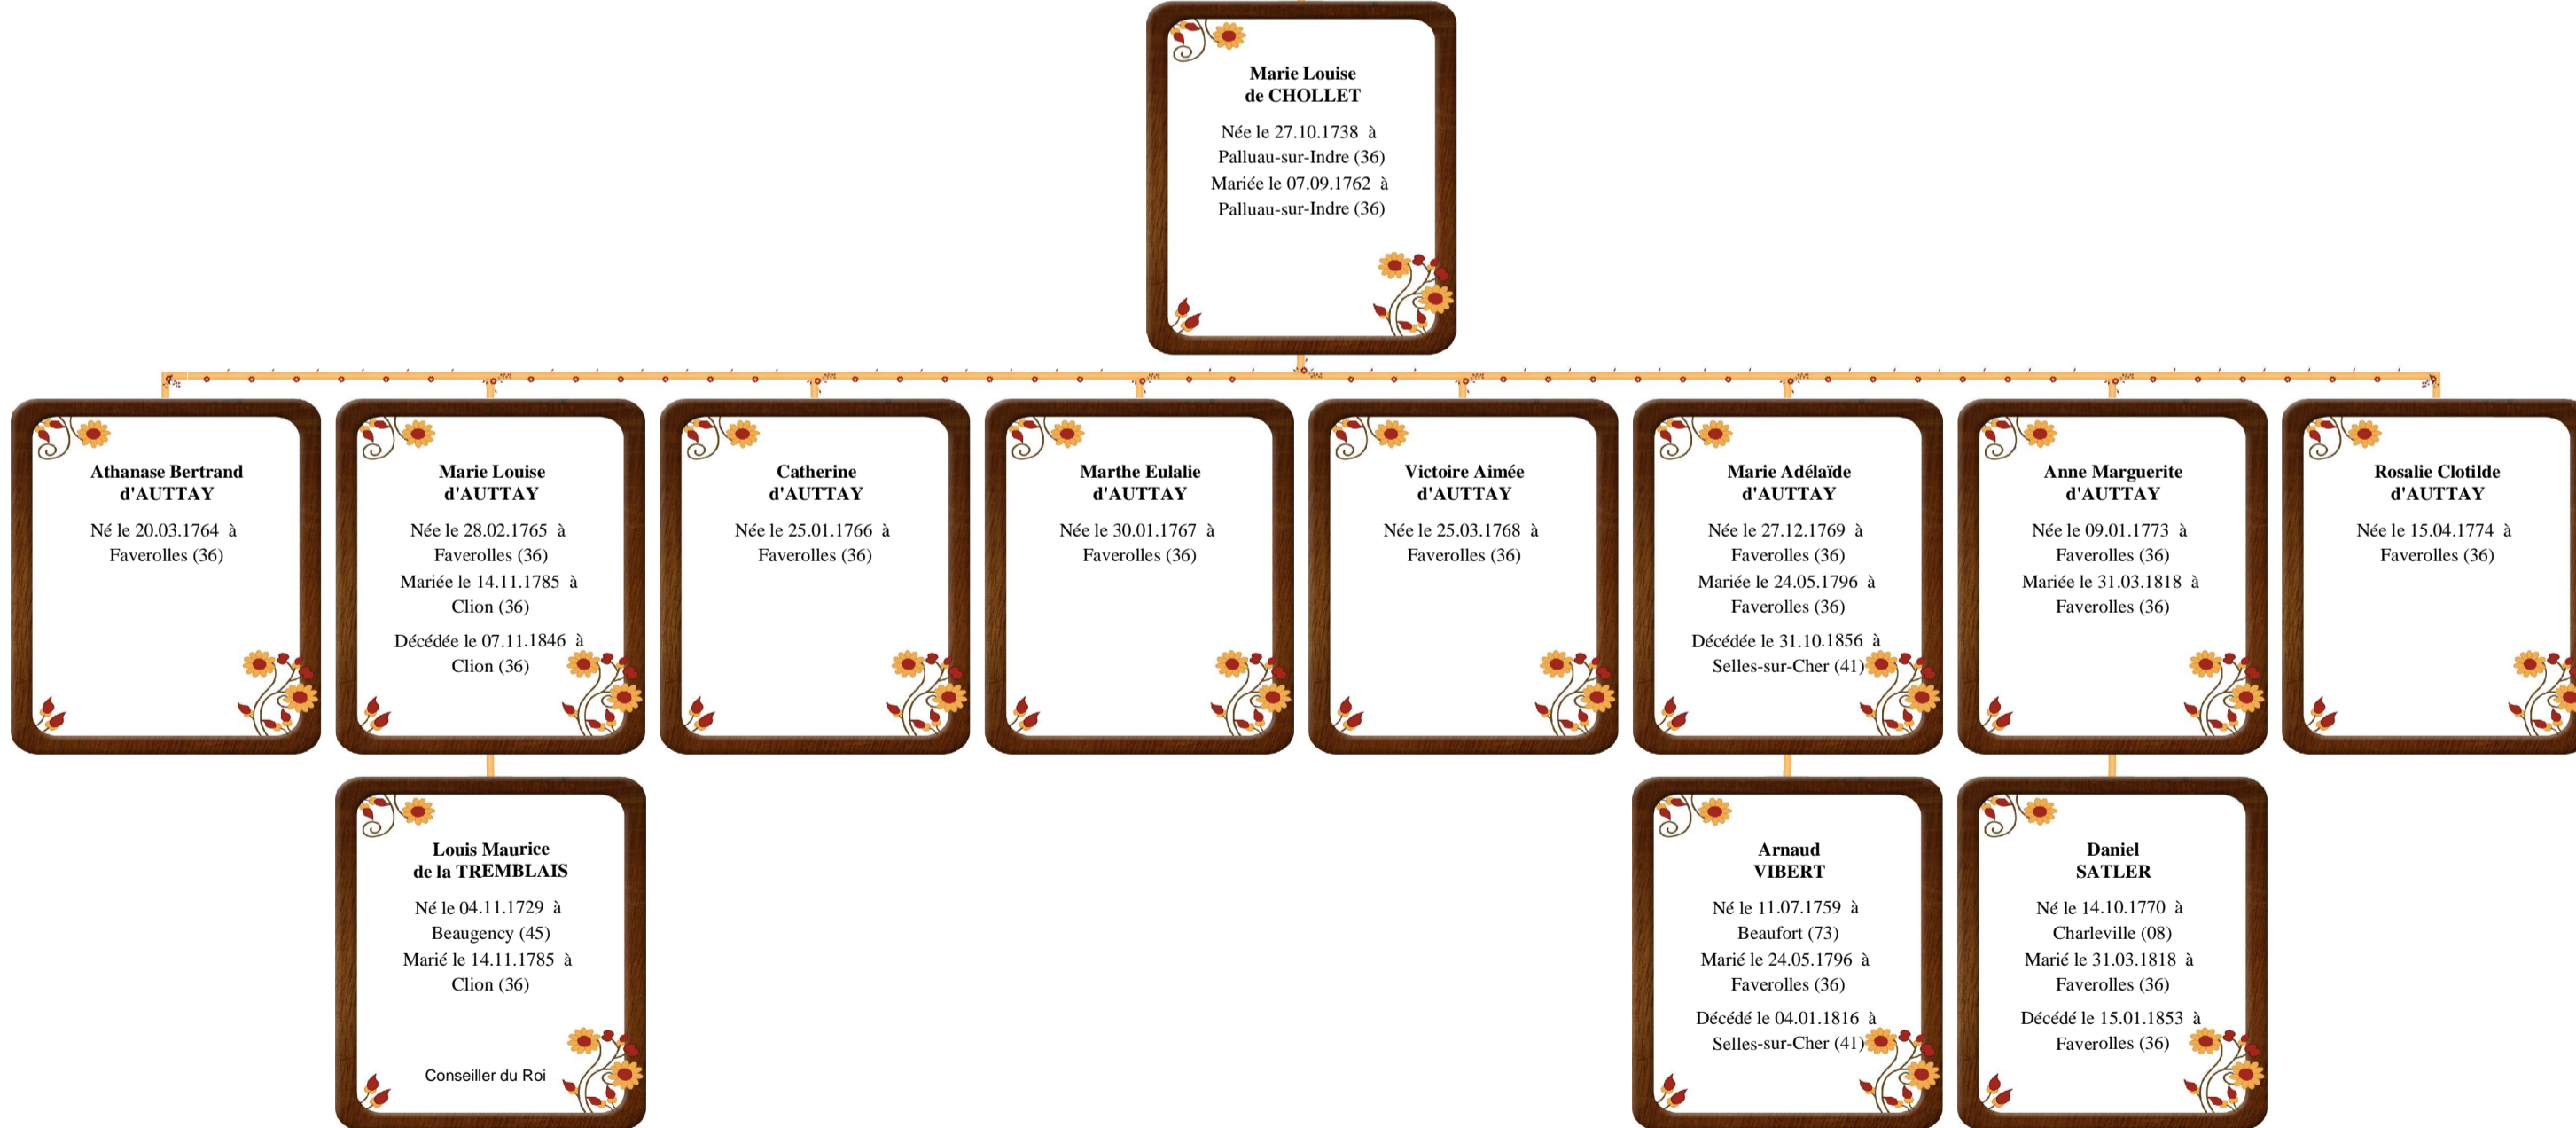 Marie Louise
de CHOLLET
Née le 27.10.1738 à
Palluau-sur-Indre (36)
Mariée le 07.09.1762 à
Palluau-sur-Indre (36)
Athanase Bertrand
d'AUTTAY
Né le 20.03.1764 à
Faverolles (36)
Marie Louise
d'AUTTAY
Née le 28.02.1765 à
Faverolles (36)
Mariée le 14.11.1785 à
Clion (36)
Décédée le 07.11.1846 à
Clion (36)
Catherine
d'AUTTAY
Née le 25.01.1766 à
Faverolles (36)
Marthe Eulalie
d'AUTTAY
Née le 30.01.1767 à
Faverolles (36)
Victoire Aimée
d'AUTTAY
Née le 25.03.1768 à
Faverolles (36)
Marie Adélaïde
d'AUTTAY
Née le 27.12.1769 à
Faverolles (36)
Mariée le 24.05.1796 à
Faverolles (36)
Décédée le 31.10.1856 à
Selles-sur-Cher (41)
Anne Marguerite
d'AUTTAY
Née le 09.01.1773 à
Faverolles (36)
Mariée le 31.03.1818 à
Faverolles (36)
Rosalie Clotilde
d'AUTTAY
Née le 15.04.1774 à
Faverolles (36)
Louis Maurice
de la TREMBLAIS
Né le 04.11.1729 à
Beaugency (45)
Marié le 14.11.1785 à
Clion (36)
Conseiller du Roi
Arnaud
VIBERT
Né le 11.07.1759 à
Beaufort (73)
Marié le 24.05.1796 à
Faverolles (36)
Décédé le 04.01.1816 à
Selles-sur-Cher (41)
Daniel
SATLER
Né le 14.10.1770 à
Charleville (08)
Marié le 31.03.1818 à
Faverolles (36)
Décédé le 15.01.1853 à
Faverolles (36)